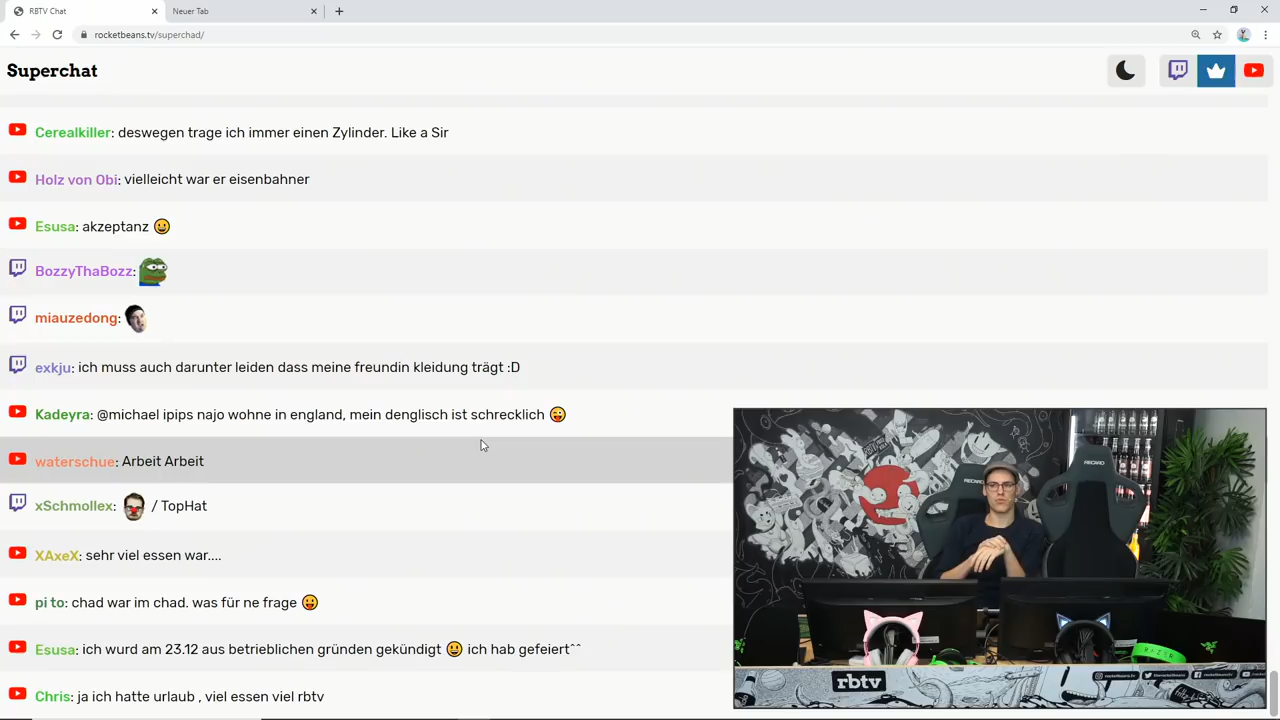 RBTV Chat
Neuer Tab
rocketbeans.tv/superchad/
Superchat
Cerealkiller: deswegen trage ich immer einen Zylinder. Like a Sir
Holz von Obi: vielleicht war er eisenbahner
Esusa: akzeptanz 😀
BozzyThaBozz:
miauzedong:
exkju: ich muss auch darunter leiden dass meine freundin kleidung trägt :D
Kadeyra: @michael ipips najo wohne in england, mein denglisch ist schrecklich 😜
waterschue: Arbeit Arbeit
xSchmollex: / TopHat
XAxeX: sehr viel essen war....
pi to: chad war im chad. was für ne frage 😛
Esusa: ich wurd am 23.12 aus betrieblichen gründen gekündigt 😃 ich hab gefeiert^^
Chris: ja ich hatte urlaub , viel essen viel rbtv
RECARO
RECARO
RAZER
rbtv